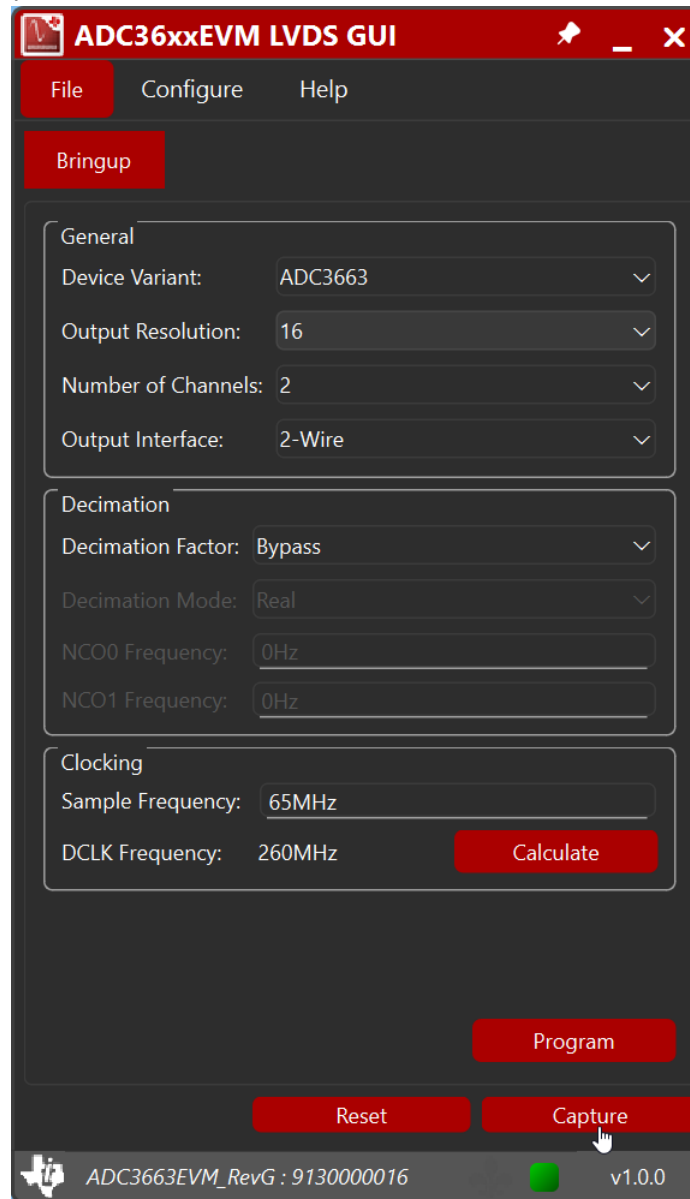 ADC36xxEVM LVDS GUI
File Configure Help
Bringup
General
Device Variant: ADC3663
Output Resolution: 16
Number of Channels: 2
Output Interface: 2-Wire
Decimation
Decimation Factor: Bypass
Decimation Mode: Real
NCO0 Frequency: 0Hz
NCO1 Frequency: 0Hz
Clocking
Sample Frequency: 65MHz
DCLK Frequency: 260MHz Calculate
Program
Reset Capture
ADC3663EVM_RevG : 9130000016 v1.0.0